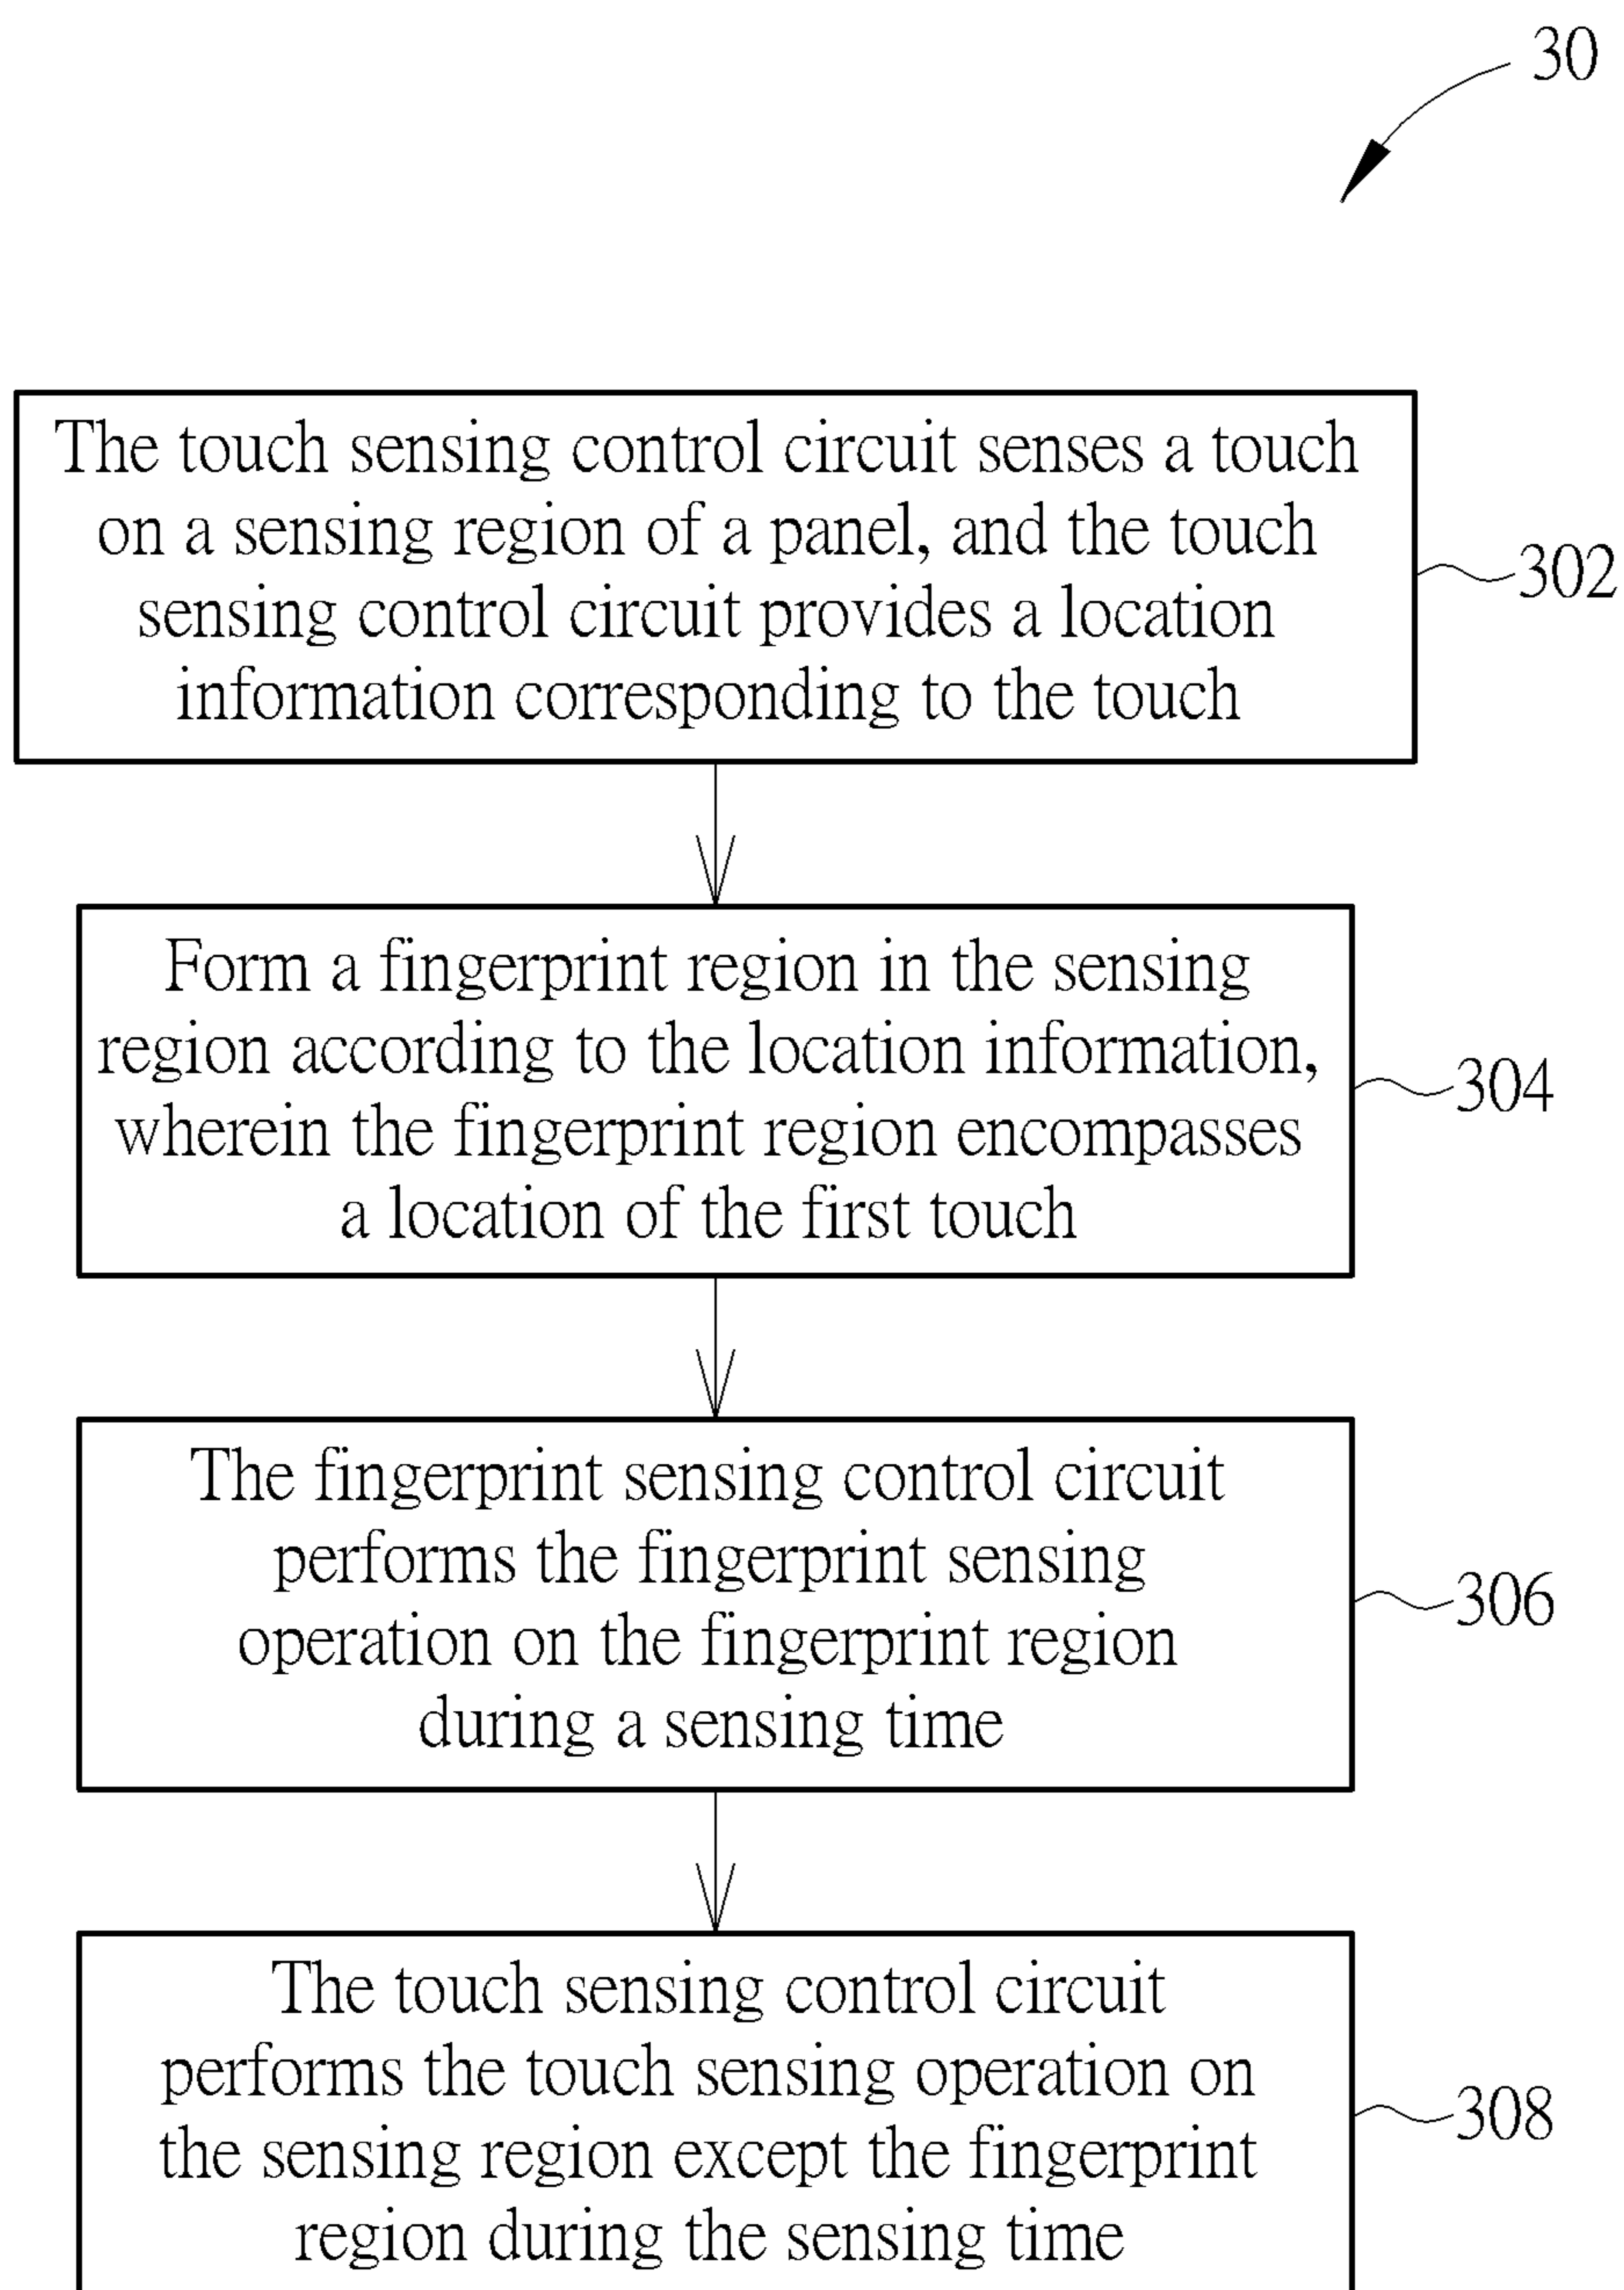 30
The touch sensing control circuit senses a touch
on a sensing region of a panel, and the touch
sensing control circuit provides a location
information corresponding to the touch
302
Form a fingerprint region in the sensing
region according to the location information,
wherein the fingerprint region encompasses
a location of the first touch
304
The fingerprint sensing control circuit
performs the fingerprint sensing
operation on the fingerprint region
during a sensing time
306
The touch sensing control circuit
performs the touch sensing operation on
the sensing region except the fingerprint
region during the sensing time
308